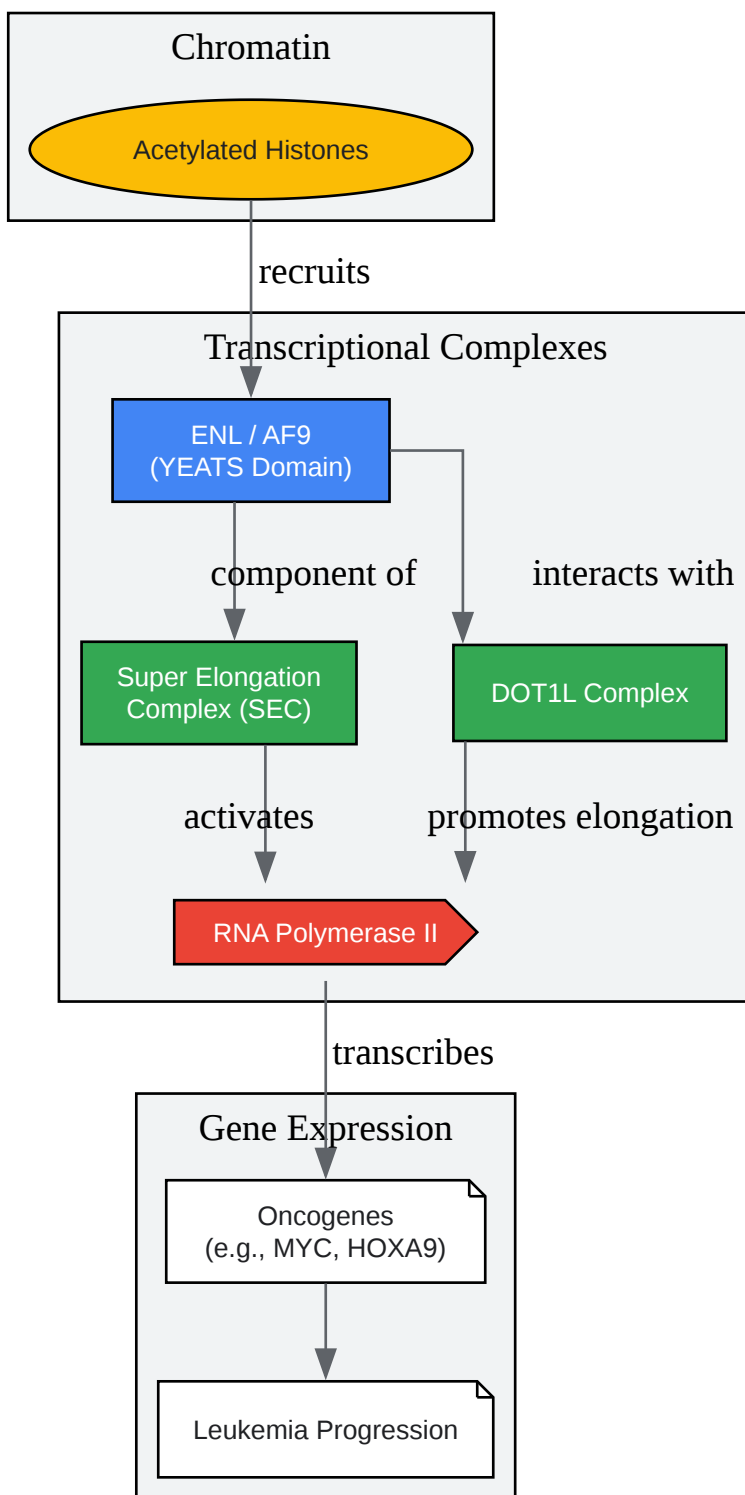 Chromatin
Acetylated Histones
recruits
Transcriptional Complexes
ENL / AF9
(YEATS Domain)
component of
interacts with
Super Elongation
Complex (SEC)
DOT1L Complex
activates
promotes elongation
RNA Polymerase II
transcribes
Gene Expression
Oncogenes
(e.g., MYC, HOXA9)
Leukemia Progression